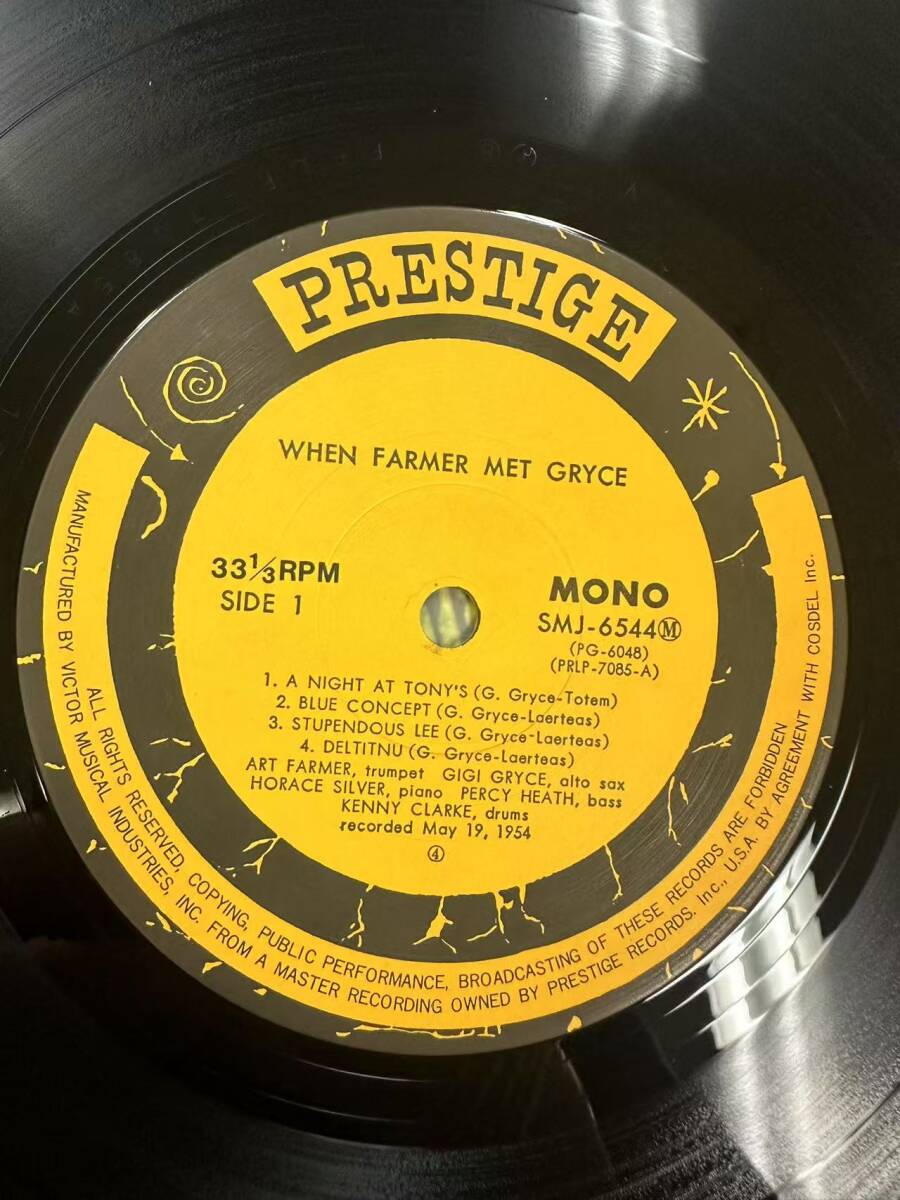 PRESTIGE
WHEN FARMER MET GRYCE
33 1/3 RPM
SIDE 1
MONO
SMJ-6544Ⓜ
(PG-6048)
(PRLP-7085-A)
1. A NIGHT AT TONY'S (G. Gryce-Totem)
2. BLUE CONCEPT (G. Gryce-Laerteas)
3. STUPENDOUS LEE (G. Gryce-Laerteas)
4. DELTITNU (G. Gryce-Laerteas)
ART FARMER, trumpet GIGI GRYCE, alto sax
HORACE SILVER, piano PERCY HEATH, bass
KENNY CLARKE, drums
recorded May 19, 1954
④
ALL RIGHTS RESERVED, COPYING, PUBLIC PERFORMANCE, BROADCASTING OF THESE RECORDS ARE FORBIDDEN
MANUFACTURED BY VICTOR MUSICAL INDUSTRIES, INC. FROM A MASTER RECORDING OWNED BY PRESTIGE RECORDS. Inc., U.S.A. BY AGREEMENT WITH COSDEL Inc.